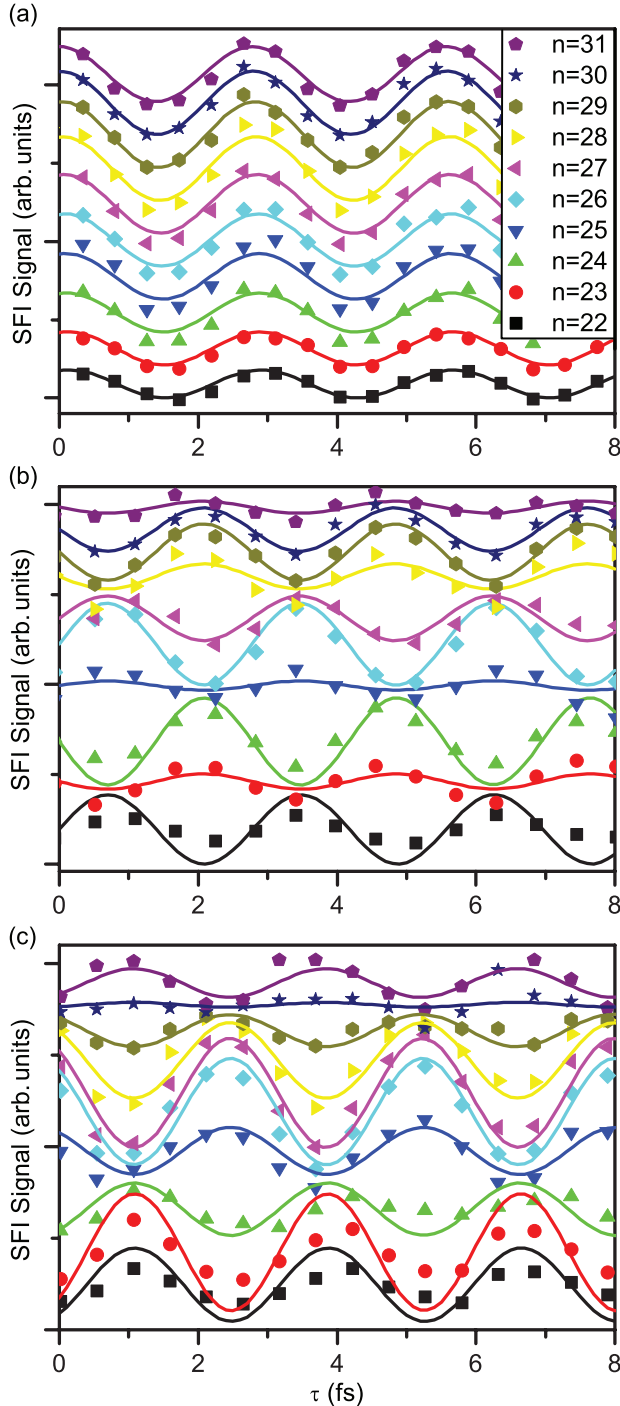 (a)
SFI Signal (arb. units)
n=31
n=30
n=29
n=28
n=27
n=26
n=25
n=24
n=23
n=22
0 2 4 6 8
(b)
SFI Signal (arb. units)
0 2 4 6 8
(c)
SFI Signal (arb. units)
0 2 4 6 8
τ (fs)